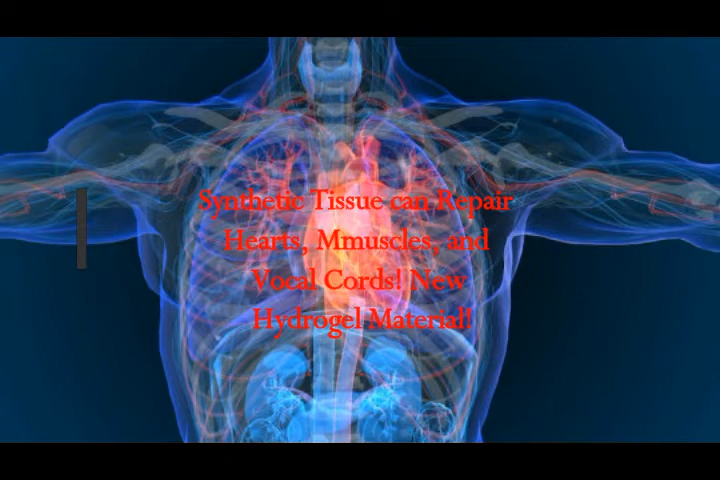 Synthetic Tissue can Repair
Hearts, Mmuscles, and
Vocal Cords! New
Hydrogel Material!